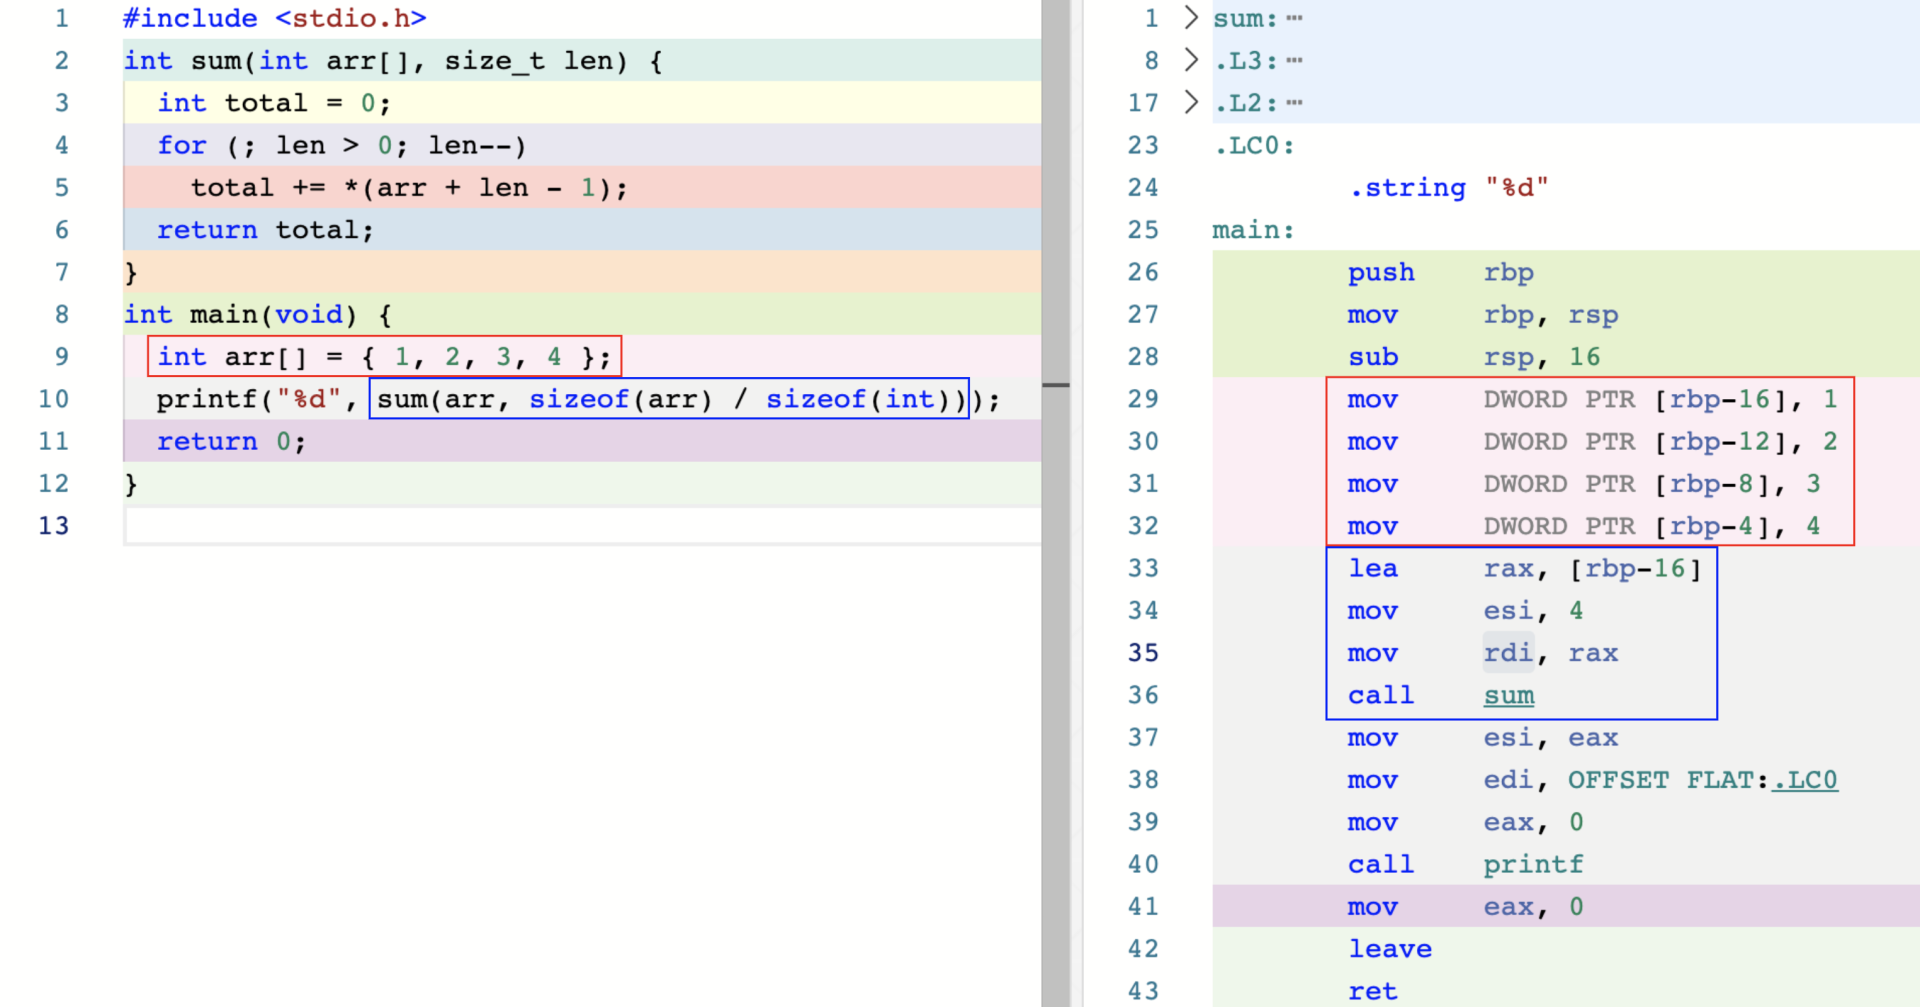 1 #include <stdio.h>
2 int sum(int arr[], size_t len) {
3 int total = 0;
4 for (; len > 0; len--)
5 total += *(arr + len - 1);
6 return total;
7 }
8 int main(void) {
9 int arr[] = { 1, 2, 3, 4 };
10 printf("%d", sum(arr, sizeof(arr) / sizeof(int)));
11 return 0;
12 }
13
1 > sum:⋯
8 > .L3:⋯
17 > .L2:⋯
23 .LC0:
24 .string "%d"
25 main:
26 push rbp
27 mov rbp, rsp
28 sub rsp, 16
29 mov DWORD PTR [rbp-16], 1
30 mov DWORD PTR [rbp-12], 2
31 mov DWORD PTR [rbp-8], 3
32 mov DWORD PTR [rbp-4], 4
33 lea rax, [rbp-16]
34 mov esi, 4
35 mov rdi, rax
36 call sum
37 mov esi, eax
38 mov edi, OFFSET FLAT:.LC0
39 mov eax, 0
40 call printf
41 mov eax, 0
42 leave
43 ret